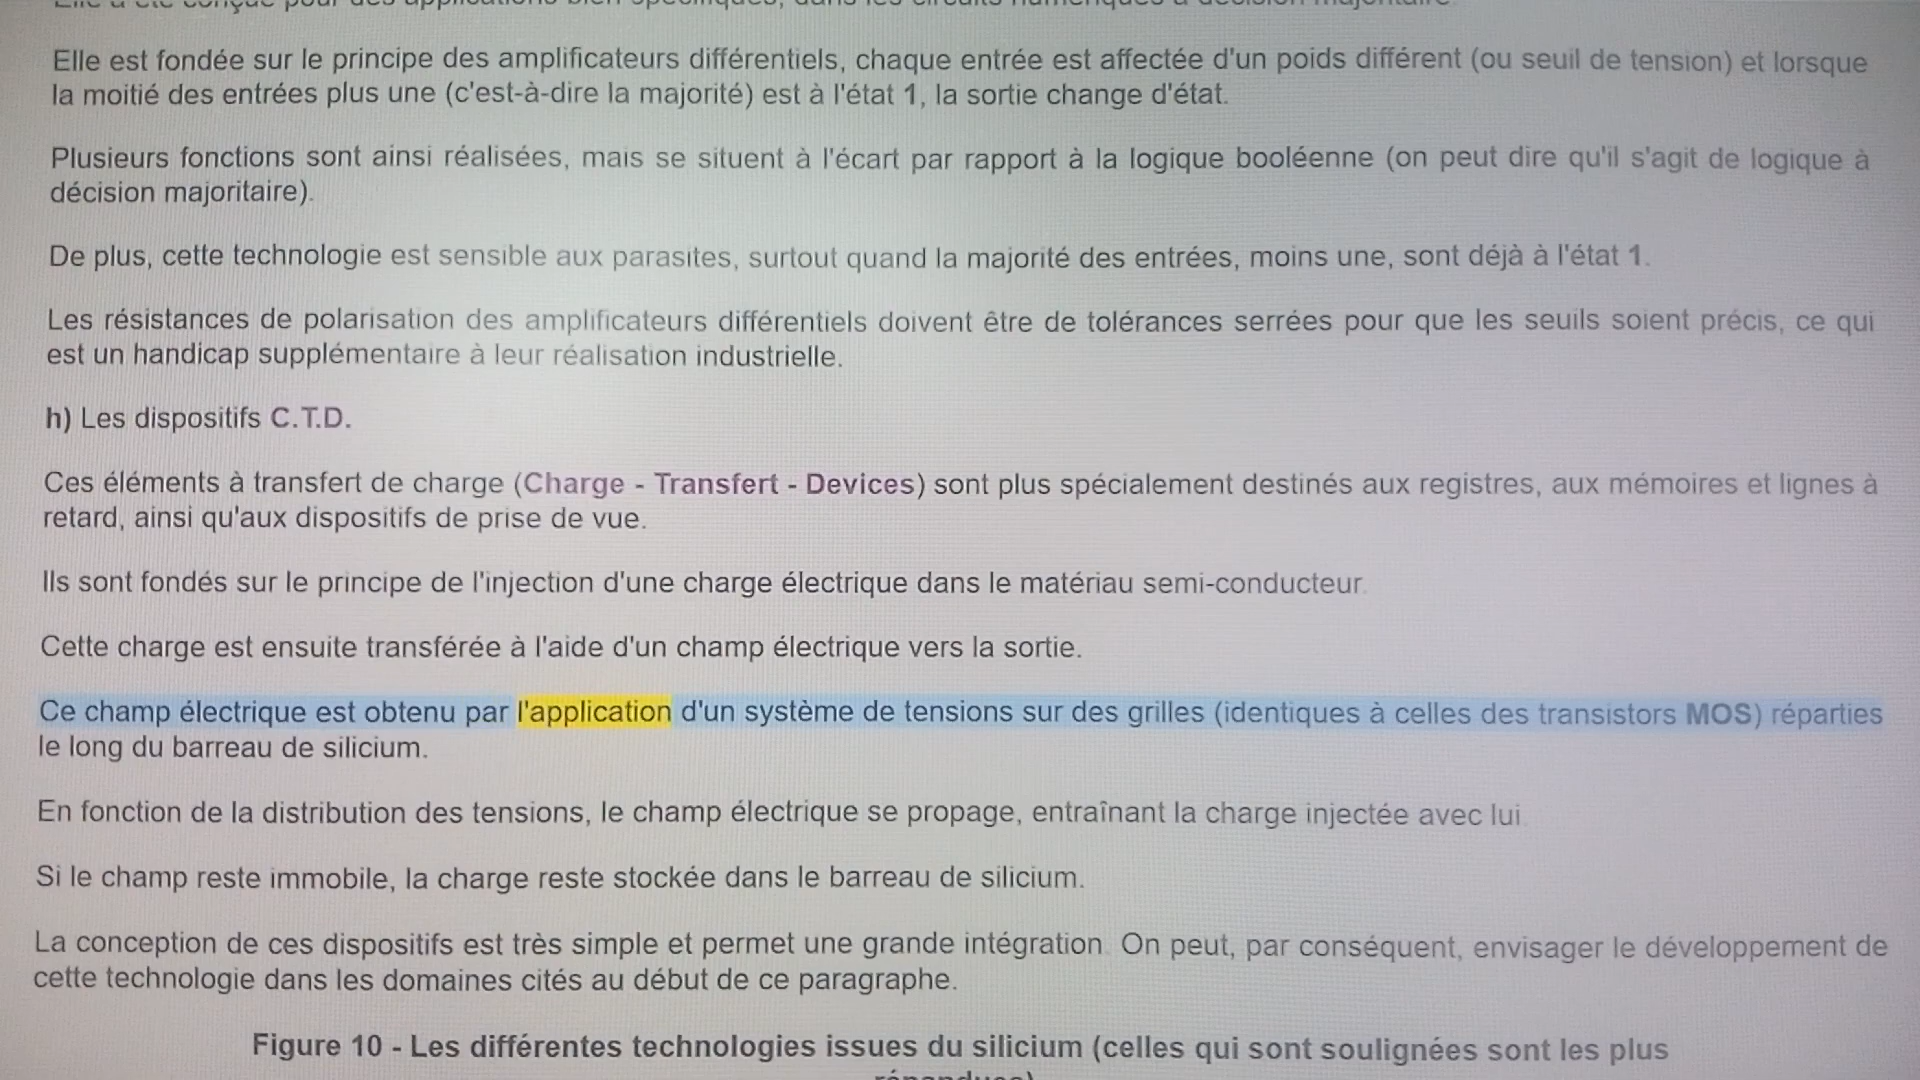 Elle est fondée sur le principe des amplificateurs différentiels, chaque entrée est affectée d'un poids différent (ou seuil de tension) et lorsque
la moitié des entrées plus une (c'est-à-dire la majorité) est à l'état 1, la sortie change d'état.
Plusieurs fonctions sont ainsi réalisées, mais se situent à l'écart par rapport à la logique booléenne (on peut dire qu'il s'agit de logique à
décision majoritaire).
De plus, cette technologie est sensible aux parasites, surtout quand la majorité des entrées, moins une, sont déjà à l'état 1.
Les résistances de polarisation des amplificateurs différentiels doivent être de tolérances serrées pour que les seuils soient précis, ce qui
est un handicap supplémentaire à leur réalisation industrielle.
h) Les dispositifs C.T.D.
Ces éléments à transfert de charge (Charge - Transfert - Devices) sont plus spécialement destinés aux registres, aux mémoires et lignes à
retard, ainsi qu'aux dispositifs de prise de vue.
Ils sont fondés sur le principe de l'injection d'une charge électrique dans le matériau semi-conducteur.
Cette charge est ensuite transférée à l'aide d'un champ électrique vers la sortie.
Ce champ électrique est obtenu par l'application d'un système de tensions sur des grilles (identiques à celles des transistors MOS) réparties
le long du barreau de silicium.
En fonction de la distribution des tensions, le champ électrique se propage, entraînant la charge injectée avec lui.
Si le champ reste immobile, la charge reste stockée dans le barreau de silicium.
La conception de ces dispositifs est très simple et permet une grande intégration. On peut, par conséquent, envisager le développement de
cette technologie dans les domaines cités au début de ce paragraphe.
Figure 10 - Les différentes technologies issues du silicium (celles qui sont soulignées sont les plus